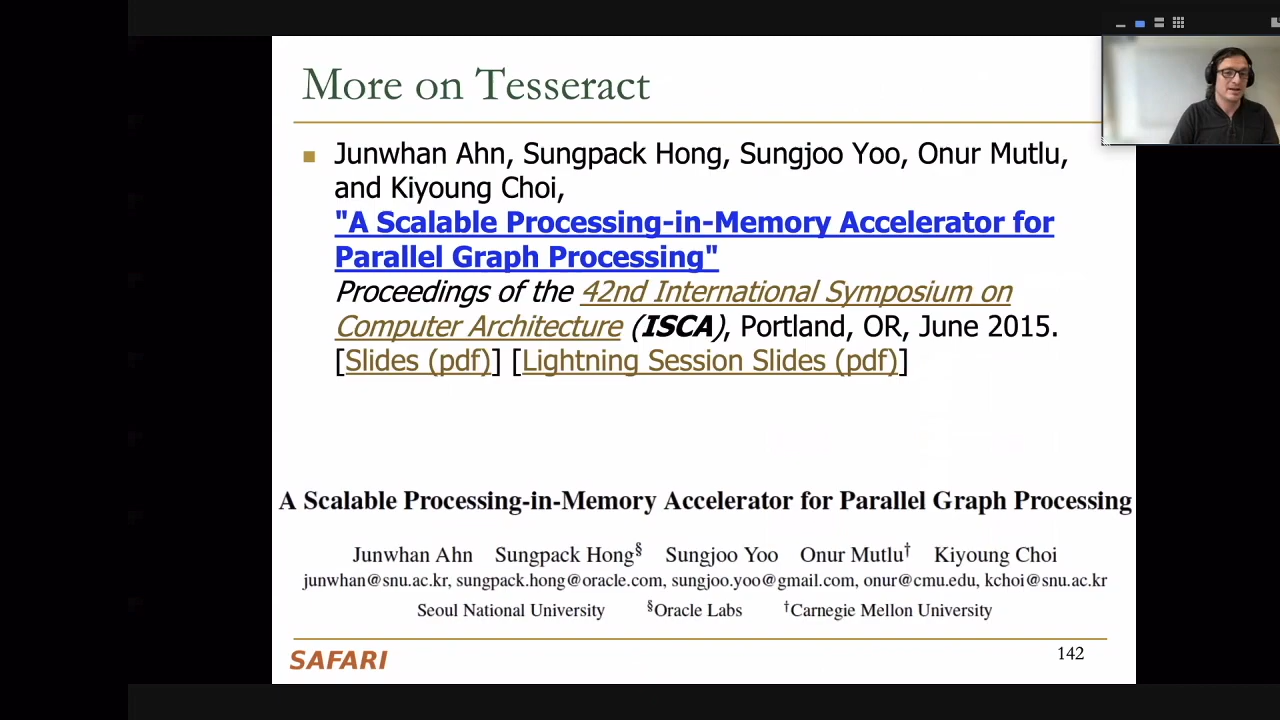 More on Tesseract
■ Junwhan Ahn, Sungpack Hong, Sungjoo Yoo, Onur Mutlu,
and Kiyoung Choi,
"A Scalable Processing-in-Memory Accelerator for
Parallel Graph Processing"
Proceedings of the 42nd International Symposium on
Computer Architecture (ISCA), Portland, OR, June 2015.
[Slides (pdf)] [Lightning Session Slides (pdf)]
A Scalable Processing-in-Memory Accelerator for Parallel Graph Processing
Junwhan Ahn Sungpack Hong§ Sungjoo Yoo Onur Mutlu† Kiyoung Choi
junwhan@snu.ac.kr, sungpack.hong@oracle.com, sungjoo.yoo@gmail.com, onur@cmu.edu, kchoi@snu.ac.kr
Seoul National University §Oracle Labs †Carnegie Mellon University
SAFARI
142